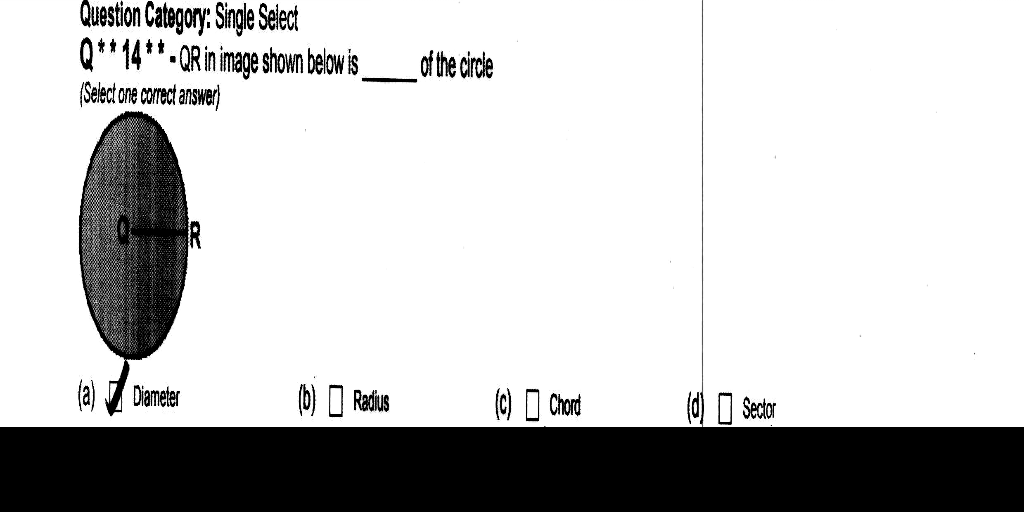 Question Category: Single Select
Q**14** - QR in image shown below is ______ of the circle
(Select one correct answer)
Q R
(a) Diameter (b) Radius (c) Chord (d) Sector